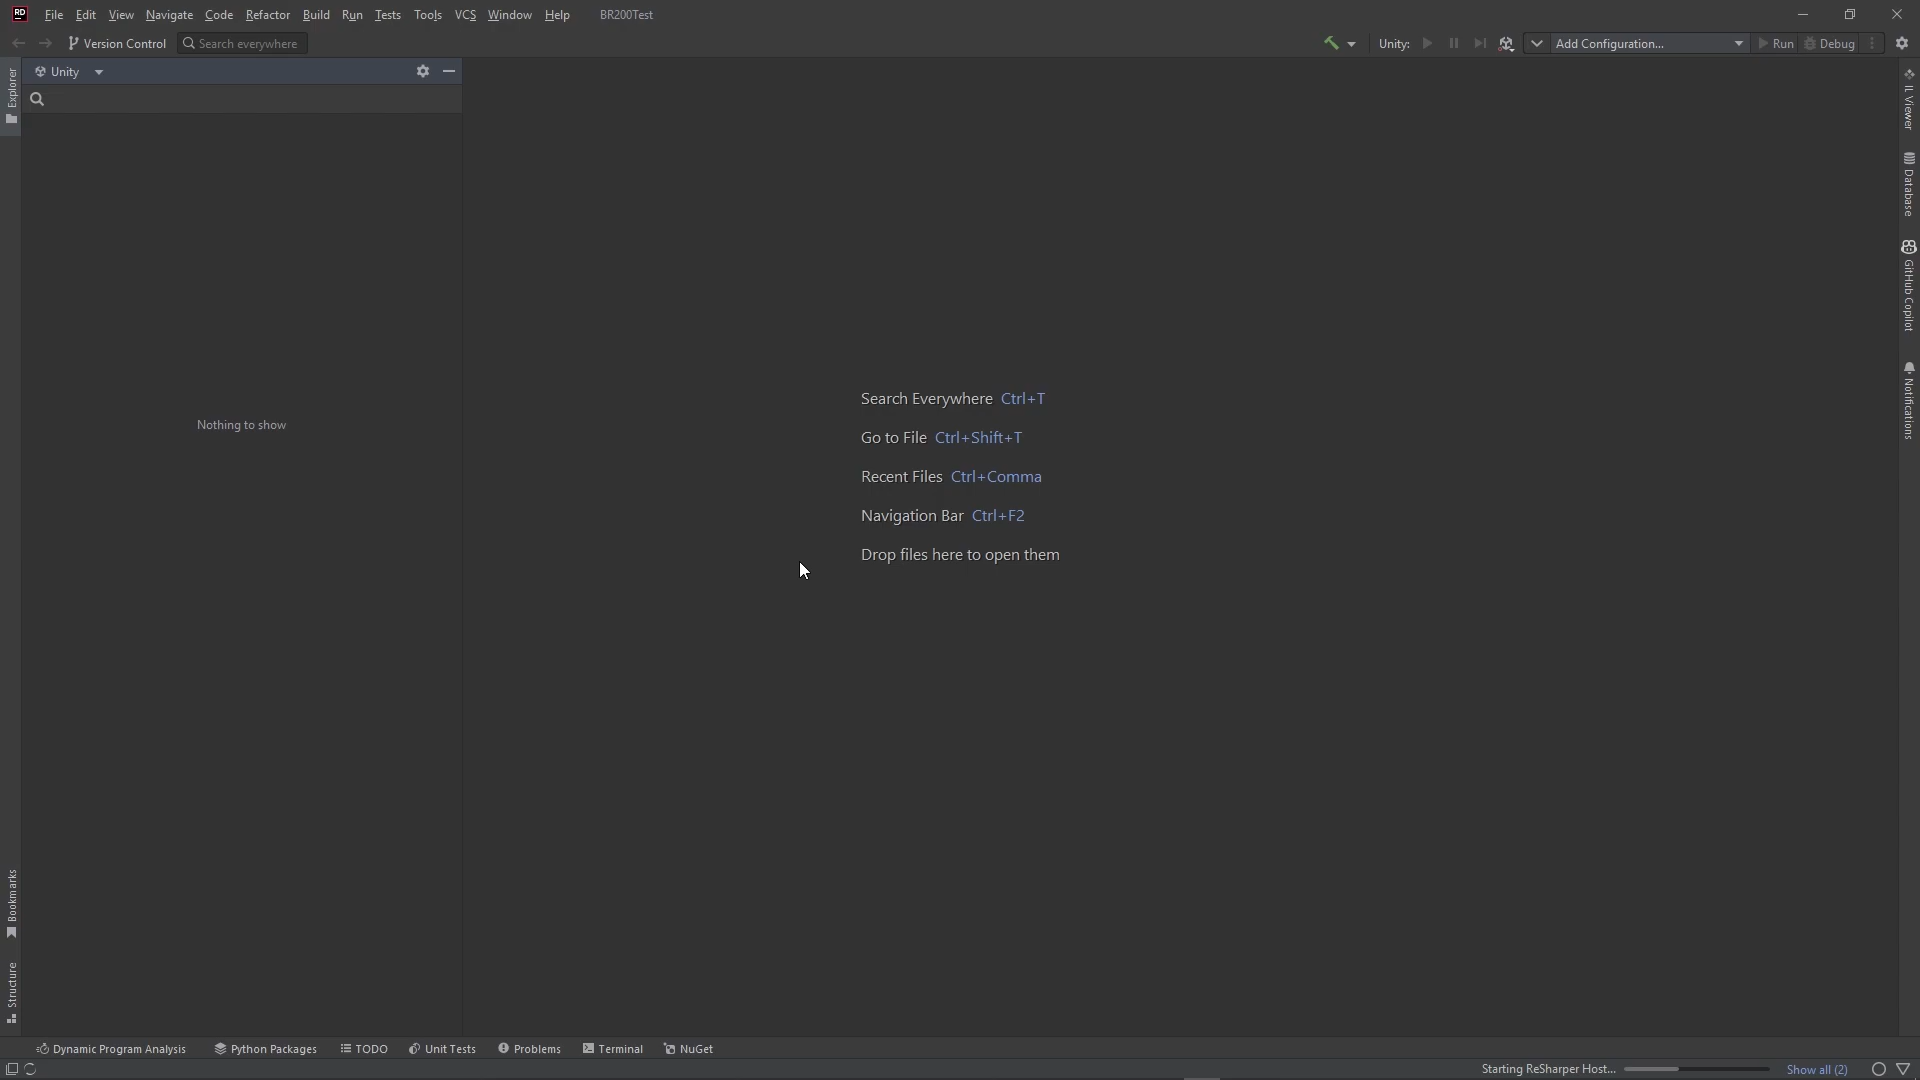 RD File Edit View Navigate Code Refactor Build Run Tests Tools VCS Window Help BR200Test
Version Control Search everywhere Unity: Add Configuration... Run Debug
Explorer
Unity
Nothing to show
Search Everywhere Ctrl+T
Go to File Ctrl+Shift+T
Recent Files Ctrl+Comma
Navigation Bar Ctrl+F2
Drop files here to open them
IL Viewer
Database
GitHub Copilot
Notifications
Bookmarks
Structure
Dynamic Program Analysis Python Packages TODO Unit Tests Problems Terminal NuGet
Starting ReSharper Host... Show all (2)